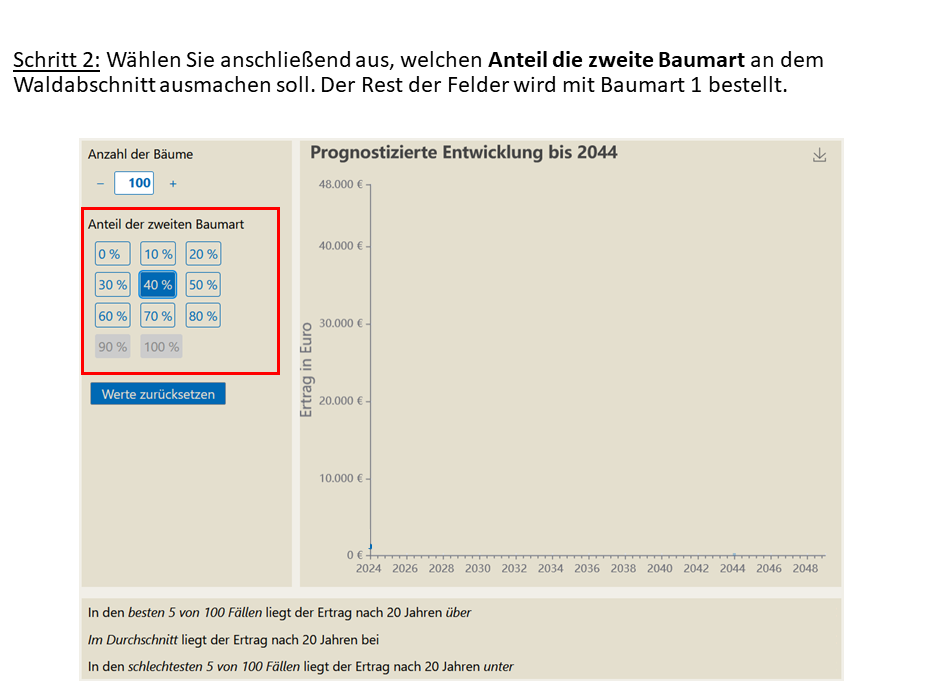 Schritt 2: Wählen Sie anschließend aus, welchen Anteil die zweite Baumart an dem
Waldabschnitt ausmachen soll. Der Rest der Felder wird mit Baumart 1 bestellt.
Anzahl der Bäume
– 100 +
Anteil der zweiten Baumart
0 % 10 % 20 %
30 % 40 % 50 %
60 % 70 % 80 %
90 % 100 %
Werte zurücksetzen
Prognostizierte Entwicklung bis 2044
Ertrag in Euro
48.000 €
40.000 €
30.000 €
20.000 €
10.000 €
0 €
2024 2026 2028 2030 2032 2034 2036 2038 2040 2042 2044 2046 2048
In den besten 5 von 100 Fällen liegt der Ertrag nach 20 Jahren über
Im Durchschnitt liegt der Ertrag nach 20 Jahren bei
In den schlechtesten 5 von 100 Fällen liegt der Ertrag nach 20 Jahren unter